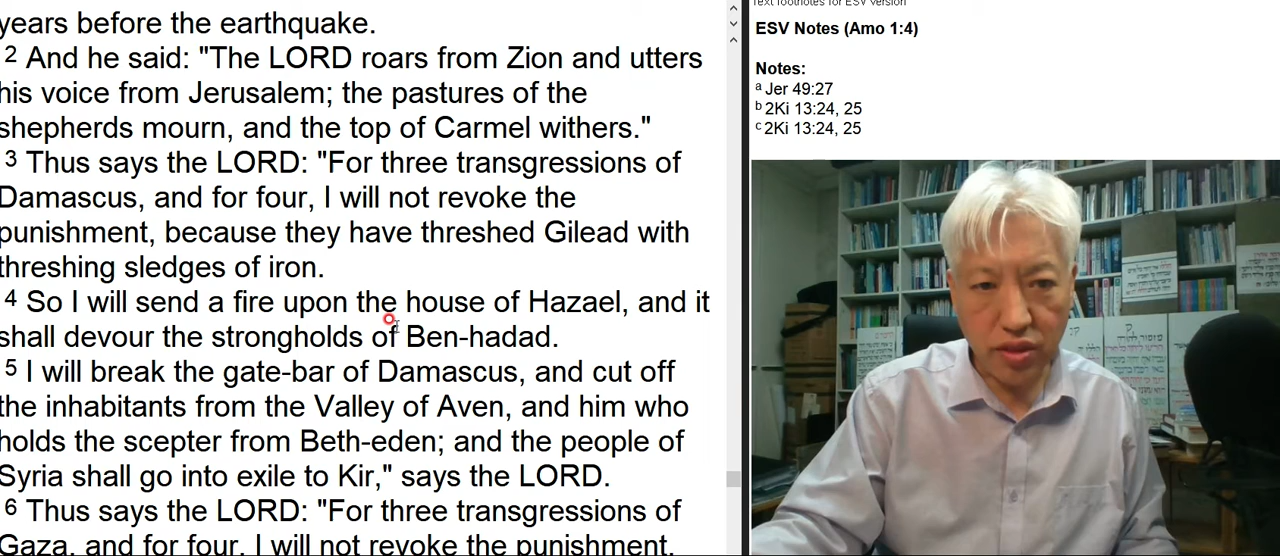 years before the earthquake.
2 And he said: "The LORD roars from Zion and utters
his voice from Jerusalem; the pastures of the
shepherds mourn, and the top of Carmel withers."
3 Thus says the LORD: "For three transgressions of
Damascus, and for four, I will not revoke the
punishment, because they have threshed Gilead with
threshing sledges of iron.
4 So I will send a fire upon the house of Hazael, and it
shall devour the strongholds of Ben-hadad.
5 I will break the gate-bar of Damascus, and cut off
the inhabitants from the Valley of Aven, and him who
holds the scepter from Beth-eden; and the people of
Syria shall go into exile to Kir," says the LORD.
6 Thus says the LORD: "For three transgressions of
Gaza, and for four, I will not revoke the punishment,
Text footnotes for ESV version
ESV Notes (Amo 1:4)
Notes:
a Jer 49:27
b 2Ki 13:24, 25
c 2Ki 13:24, 25